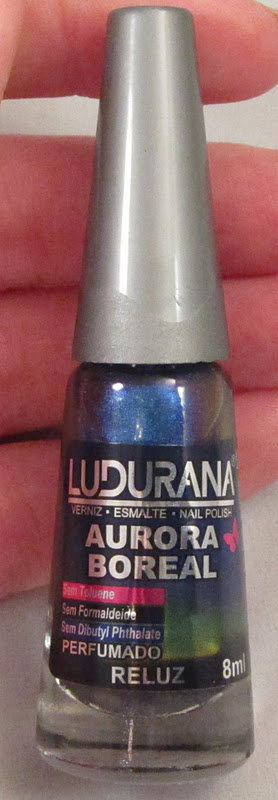 LUDURANA
VERNIZ • ESMALTE • NAIL POLISH
AURORA
BOREAL
Sem Toluene
Sem Formaldeide
Sem Dibutyl Phthalate
PERFUMADO
RELUZ
8ml